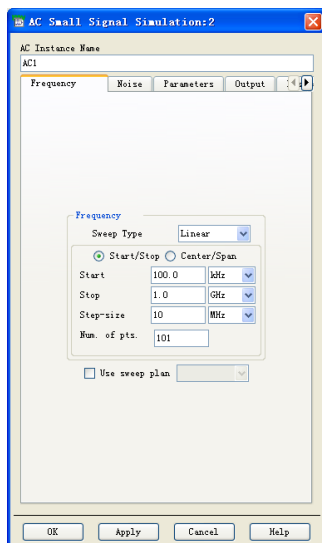 AC Small Signal Simulation:2
AC Instance Name
AC1
Frequency Noise Parameters Output
Frequency
Sweep Type Linear
Start/Stop Center/Span
Start 100.0 kHz
Stop 1.0 GHz
Step-size 10 MHz
Num. of pts. 101
Use sweep plan
OK Apply Cancel Help